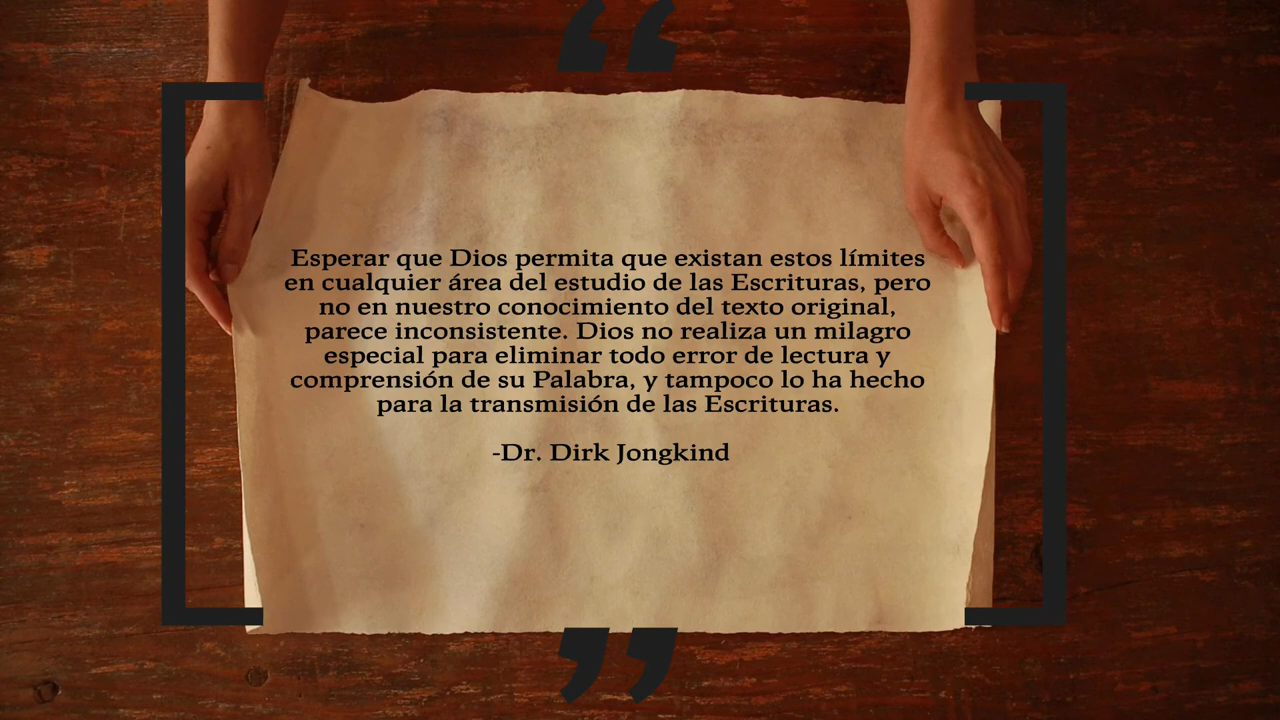 Esperar que Dios permita que existan estos límites
en cualquier área del estudio de las Escrituras, pero
no en nuestro conocimiento del texto original,
parece inconsistente. Dios no realiza un milagro
especial para eliminar todo error de lectura y
comprensión de su Palabra, y tampoco lo ha hecho
para la transmisión de las Escrituras.
-Dr. Dirk Jongkind